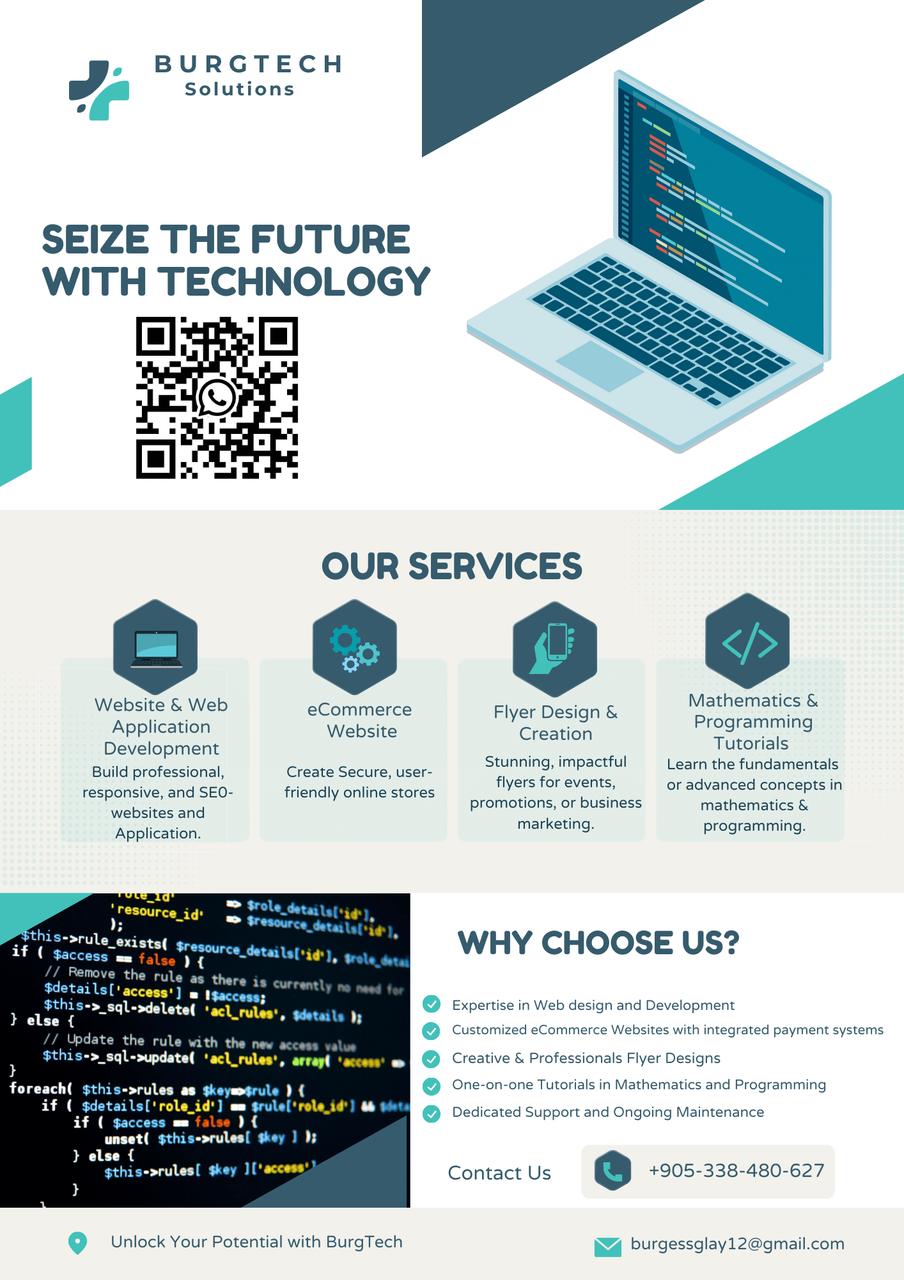 BURGTECH
Solutions
SEIZE THE FUTURE
WITH TECHNOLOGY
OUR SERVICES
Website & Web
Application
Development
Build professional,
responsive, and SE0-
websites and
Application.
eCommerce
Website
Create Secure, user-
friendly online stores
Flyer Design &
Creation
Stunning, impactful
flyers for events,
promotions, or business
marketing.
Mathematics &
Programming
Tutorials
Learn the fundamentals
or advanced concepts in
mathematics &
programming.
'role_id' => $role_details['id'],
'resource_id' => $resource_details['id'],
);
$this->rule_exists( $resource_details['id'],
if ( $access == false ) {
// Remove the rule as there is currently no need for
$details['access'] = !$access;
$this->_sql->delete( 'acl_rules', $details );
} else {
// Update the rule with the new access value
$this->_sql->update( 'acl_rules', array( 'access' =>
}
foreach( $this->rules as $key=>$rule ) {
if ( $details['role_id'] == $rule['role_id'] &&
if ( $access == false ) {
unset( $this->rules[ $key ] );
} else {
$this->rules[ $key ]['access']
}
}
WHY CHOOSE US?
Expertise in Web design and Development
Customized eCommerce Websites with integrated payment systems
Creative & Professionals Flyer Designs
One-on-one Tutorials in Mathematics and Programming
Dedicated Support and Ongoing Maintenance
Contact Us
+905-338-480-627
Unlock Your Potential with BurgTech
burgessglay12@gmail.com